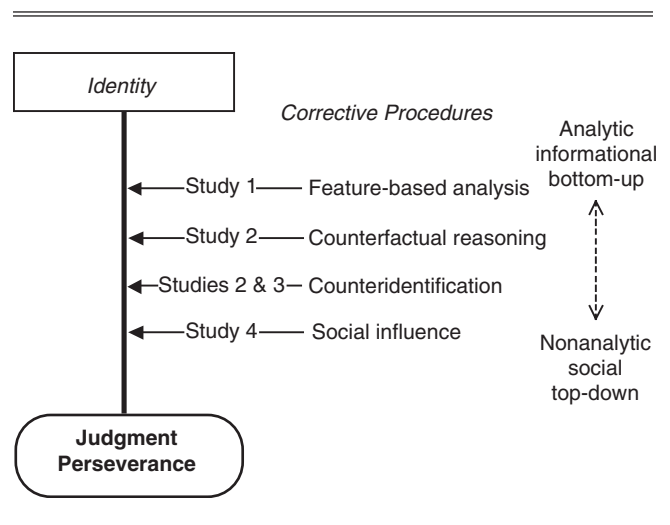 Identity
Corrective Procedures
Analytic
informational
bottom-up
Study 1 Feature-based analysis
Study 2 Counterfactual reasoning
Studies 2 & 3 Counteridentification
Study 4 Social influence
Nonanalytic
social
top-down
Judgment
Perseverance